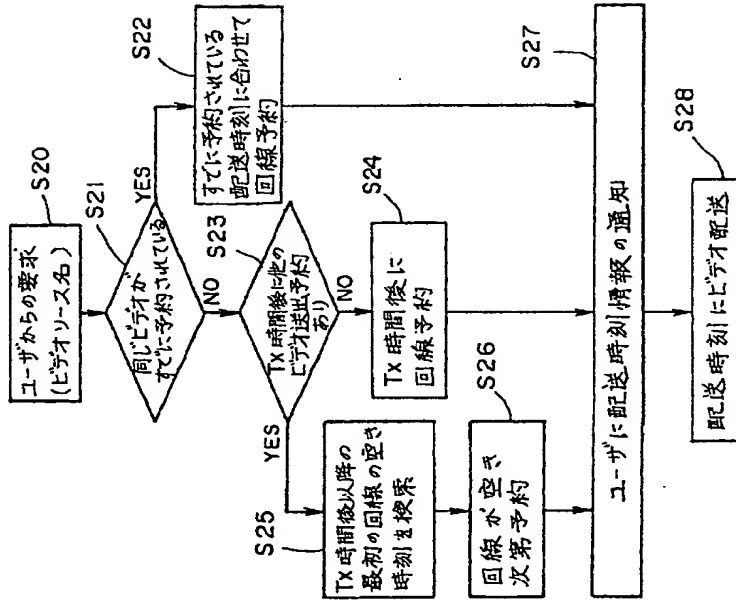 S20
ユーザからの要求
(ビデオリース名)
S21
同じビデオが
すでに予約されている
YES
NO
S22
すでに予約されている
配送時刻に合わせて
回線予約
S23
TX時間後に他の
ビデオ送出予約
あり
YES
NO
S24
TX時間後に
回線予約
S25
TX時間後以降の
最初の回線の空き
時刻を検索
S26
回線が空き
次第予約
S27
ユーザに配送時刻情報の通知
S28
配送時刻にビデオ配送